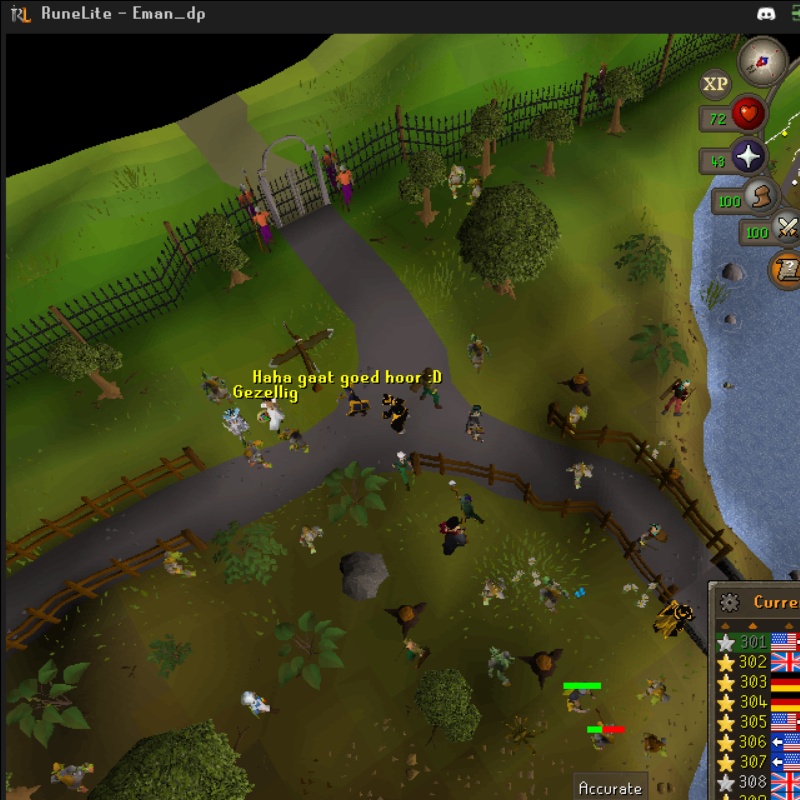 RuneLite - Eman_dp
XP
72
43
100
100
Haha gaat goed hoor :D
Gezellig
Curre
301
302
303
304
305
306
307
308
Accurate